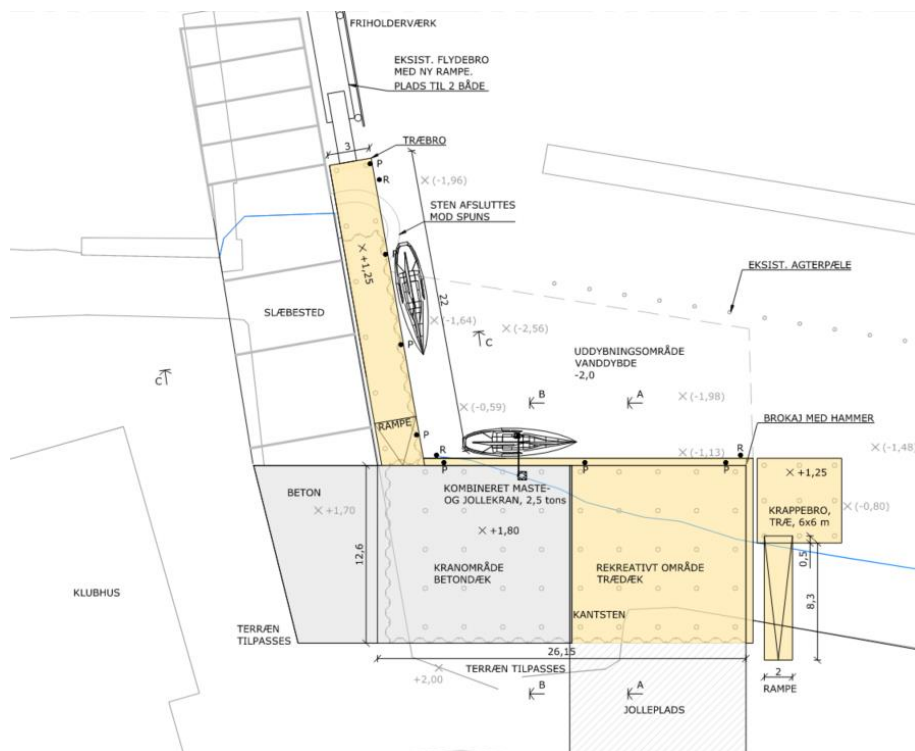 FRIHOLDERVÆRK
EKSIST. FLYDEBRO
MED NY RAMPE.
PLADS TIL 2 BÅDE
TRÆBRO
3
P
R
(-1,96)
STEN AFSLUTTES
MOD SPUNS
P
+1,25
EKSIST. AGTERPÆLE
22
SLÆBESTED
(-1,64)
(-2,56)
C
P
UDDYBNINGSOMRÅDE
VANDDYBDE
-2,0
C
B
A
(-1,98)
(-0,59)
RAMPE
P
BROKAJ MED HAMMER
R
P
P
(-1,13)
R
P
(-1,48)
+1,25
BETON
+1,70
KOMBINERET MASTE-
OG JOLLEKRAN, 2,5 tons
+1,80
KRAPPEBRO,
TRÆ, 6x6 m
(-0,80)
12,6
0,5
KRANOMRÅDE
BETONDÆK
REKREATIVT OMRÅDE
TRÆDÆK
KLUBHUS
8,3
KANTSTEN
TERRÆN
TILPASSES
26,15
TERRÆN TILPASSES
+2,00
2
RAMPE
B
A
JOLLEPLADS